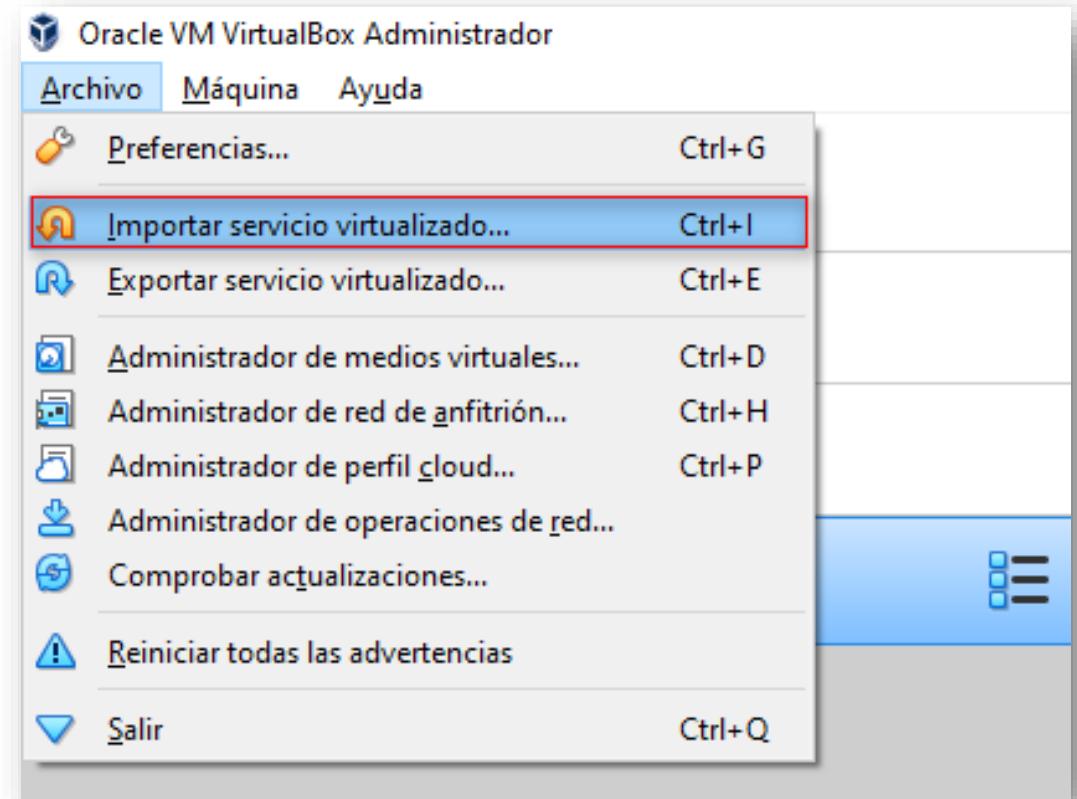 Oracle VM VirtualBox Administrador
Archivo Máquina Ayuda
Preferencias... Ctrl+G
Importar servicio virtualizado... Ctrl+I
Exportar servicio virtualizado... Ctrl+E
Administrador de medios virtuales... Ctrl+D
Administrador de red de anfitrión... Ctrl+H
Administrador de perfil cloud... Ctrl+P
Administrador de operaciones de red...
Comprobar actualizaciones...
Reiniciar todas las advertencias
Salir Ctrl+Q